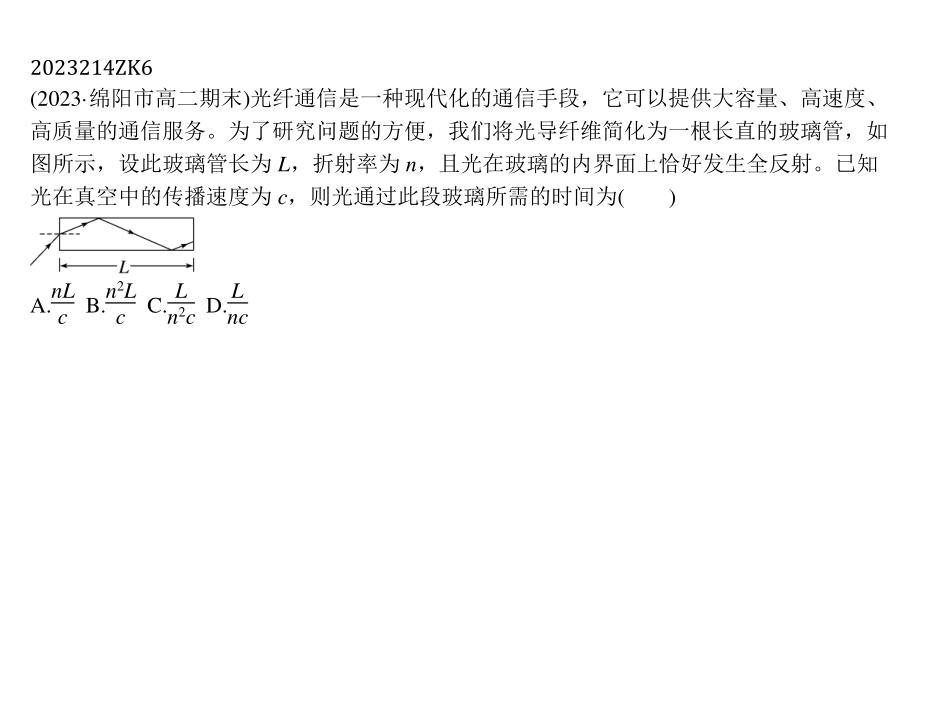 2023214ZK6
(2023·绵阳市高二期末)光纤通信是一种现代化的通信手段，它可以提供大容量、高速度、
高质量的通信服务。为了研究问题的方便，我们将光导纤维简化为一根长直的玻璃管，如
图所示，设此玻璃管长为 L，折射率为 n，且光在玻璃的内界面上恰好发生全反射。已知
光在真空中的传播速度为 c，则光通过此段玻璃所需的时间为(　　)
L
A.nL/c B.n²L/c C.L/n²c D.L/nc